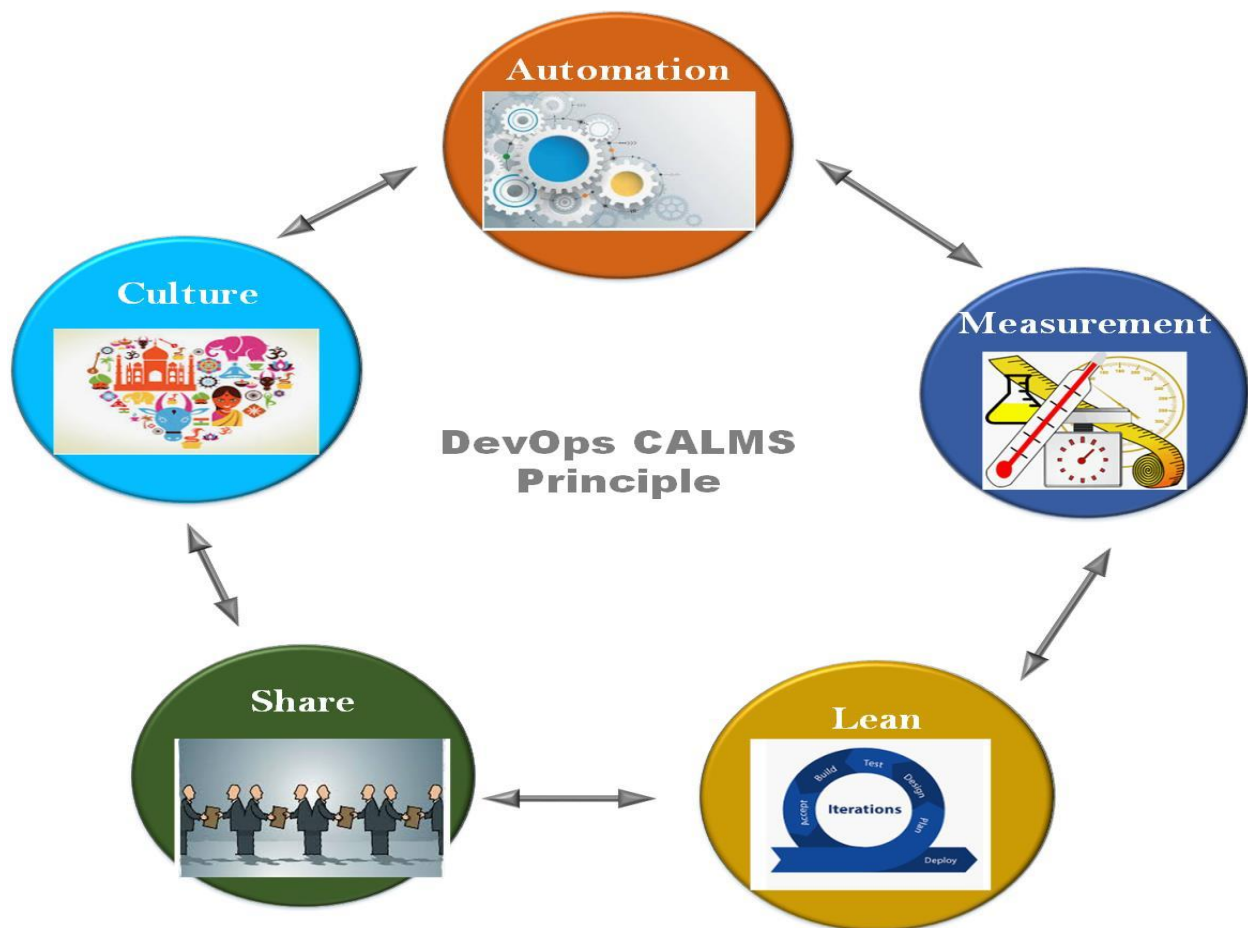 Automation
Culture
Measurement
DevOps CALMS
Principle
Share
Lean
Test
Build
Design
Accept
Iterations
Plan
Deploy